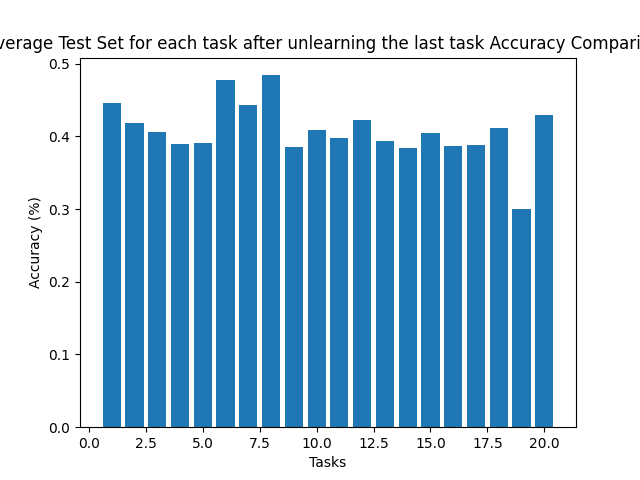 verage Test Set for each task after unlearning the last task Accuracy Compari
0.5
0.4
0.3
0.2
0.1
0.0
Accuracy (%)
0.0 2.5 5.0 7.5 10.0 12.5 15.0 17.5 20.0
Tasks